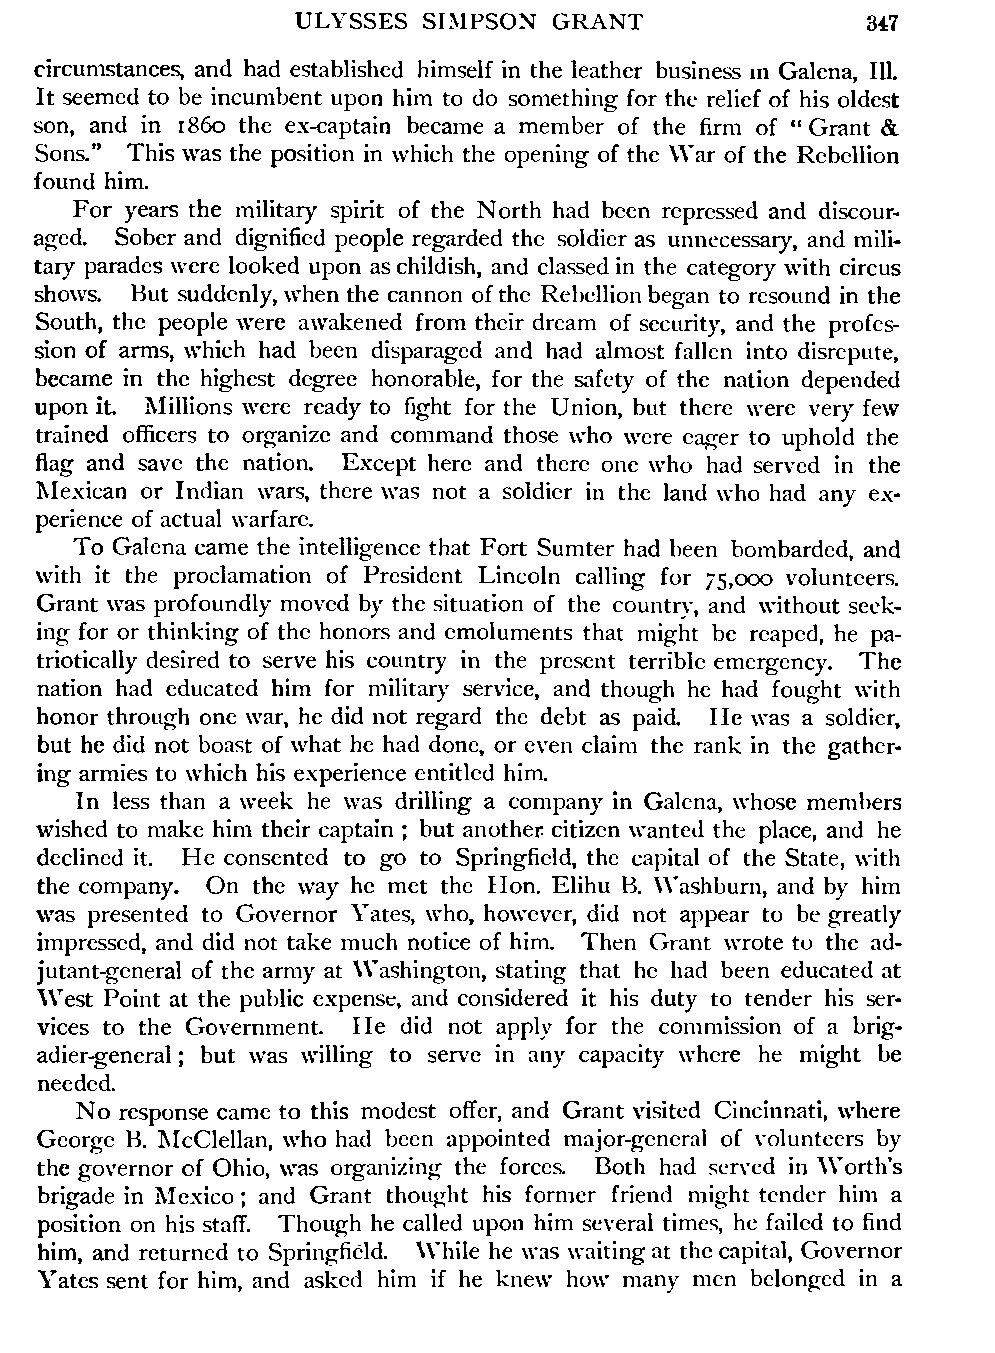 ULYSSES SIMPSON GRANT 347
circumstances, and had established himself in the leather business in Galena, Ill.
It seemed to be incumbent upon him to do something for the relief of his oldest
son, and in 1860 the ex-captain became a member of the firm of “Grant &
Sons.” This was the position in which the opening of the War of the Rebellion
found him.
For years the military spirit of the North had been repressed and discour-
aged. Sober and dignified people regarded the soldier as unnecessary, and mili-
tary parades were looked upon as childish, and classed in the category with circus
shows. But suddenly, when the cannon of the Rebellion began to resound in the
South, the people were awakened from their dream of security, and the profes-
sion of arms, which had been disparaged and had almost fallen into disrepute,
became in the highest degree honorable, for the safety of the nation depended
upon it. Millions were ready to fight for the Union, but there were very few
trained officers to organize and command those who were eager to uphold the
flag and save the nation. Except here and there one who had served in the
Mexican or Indian wars, there was not a soldier in the land who had any ex-
perience of actual warfare.
To Galena came the intelligence that Fort Sumter had been bombarded, and
with it the proclamation of President Lincoln calling for 75,000 volunteers.
Grant was profoundly moved by the situation of the country, and without seek-
ing for or thinking of the honors and emoluments that might be reaped, he pa-
triotically desired to serve his country in the present terrible emergency. The
nation had educated him for military service, and though he had fought with
honor through one war, he did not regard the debt as paid. He was a soldier,
but he did not boast of what he had done, or even claim the rank in the gather-
ing armies to which his experience entitled him.
In less than a week he was drilling a company in Galena, whose members
wished to make him their captain ; but another citizen wanted the place, and he
declined it. He consented to go to Springfield, the capital of the State, with
the company. On the way he met the Hon. Elihu B. Washburn, and by him
was presented to Governor Yates, who, however, did not appear to be greatly
impressed, and did not take much notice of him. Then Grant wrote to the ad-
jutant-general of the army at Washington, stating that he had been educated at
West Point at the public expense, and considered it his duty to tender his ser-
vices to the Government. He did not apply for the commission of a brig-
adier-general ; but was willing to serve in any capacity where he might be
needed.
No response came to this modest offer, and Grant visited Cincinnati, where
George B. McClellan, who had been appointed major-general of volunteers by
the governor of Ohio, was organizing the forces. Both had served in Worth's
brigade in Mexico ; and Grant thought his former friend might tender him a
position on his staff. Though he called upon him several times, he failed to find
him, and returned to Springfield. While he was waiting at the capital, Governor
Yates sent for him, and asked him if he knew how many men belonged in a